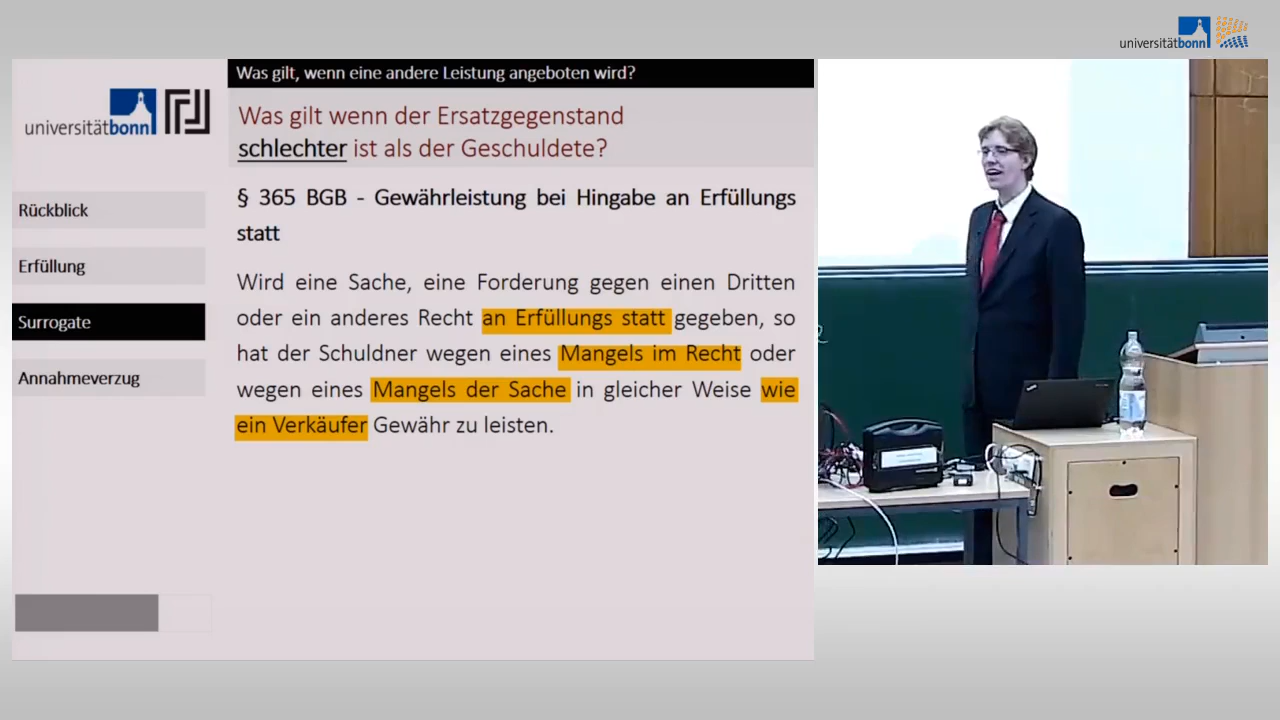 universitätbonn
Was gilt, wenn eine andere Leistung angeboten wird?
universitätbonn
Was gilt wenn der Ersatzgegenstand
schlechter ist als der Geschuldete?
Rückblick
Erfüllung
Surrogate
Annahmeverzug
§ 365 BGB - Gewährleistung bei Hingabe an Erfüllungs
statt
Wird eine Sache, eine Forderung gegen einen Dritten
oder ein anderes Recht an Erfüllungs statt gegeben, so
hat der Schuldner wegen eines Mangels im Recht oder
wegen eines Mangels der Sache in gleicher Weise wie
ein Verkäufer Gewähr zu leisten.